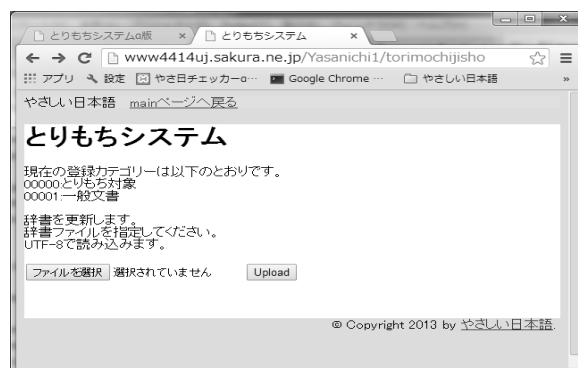 とりもちシステムα版
とりもちシステム
www4414uj.sakura.ne.jp/Yasanichi1/torimochijisho
アプリ 設定 やさ日チェッカーα… Google Chrome … やさしい日本語 »
やさしい日本語 mainページへ戻る
とりもちシステム
現在の登録カテゴリーは以下のとおりです。
00000:とりもち対象
00001:一般文書
辞書を更新します。
辞書ファイルを指定してください。
UTF-8で読み込みます。
ファイルを選択 選択されていません Upload
© Copyright 2013 by やさしい日本語.